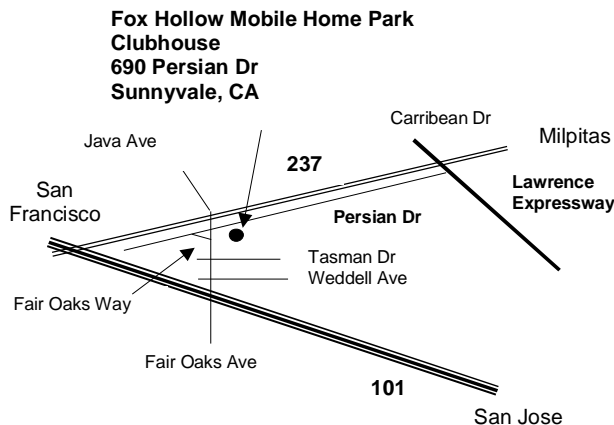 Fox Hollow Mobile Home Park
Clubhouse
690 Persian Dr
Sunnyvale, CA
Carribean Dr
Java Ave
Milpitas
237
San
Francisco
Lawrence
Expressway
Persian Dr
Tasman Dr
Weddell Ave
Fair Oaks Way
Fair Oaks Ave
101
San Jose